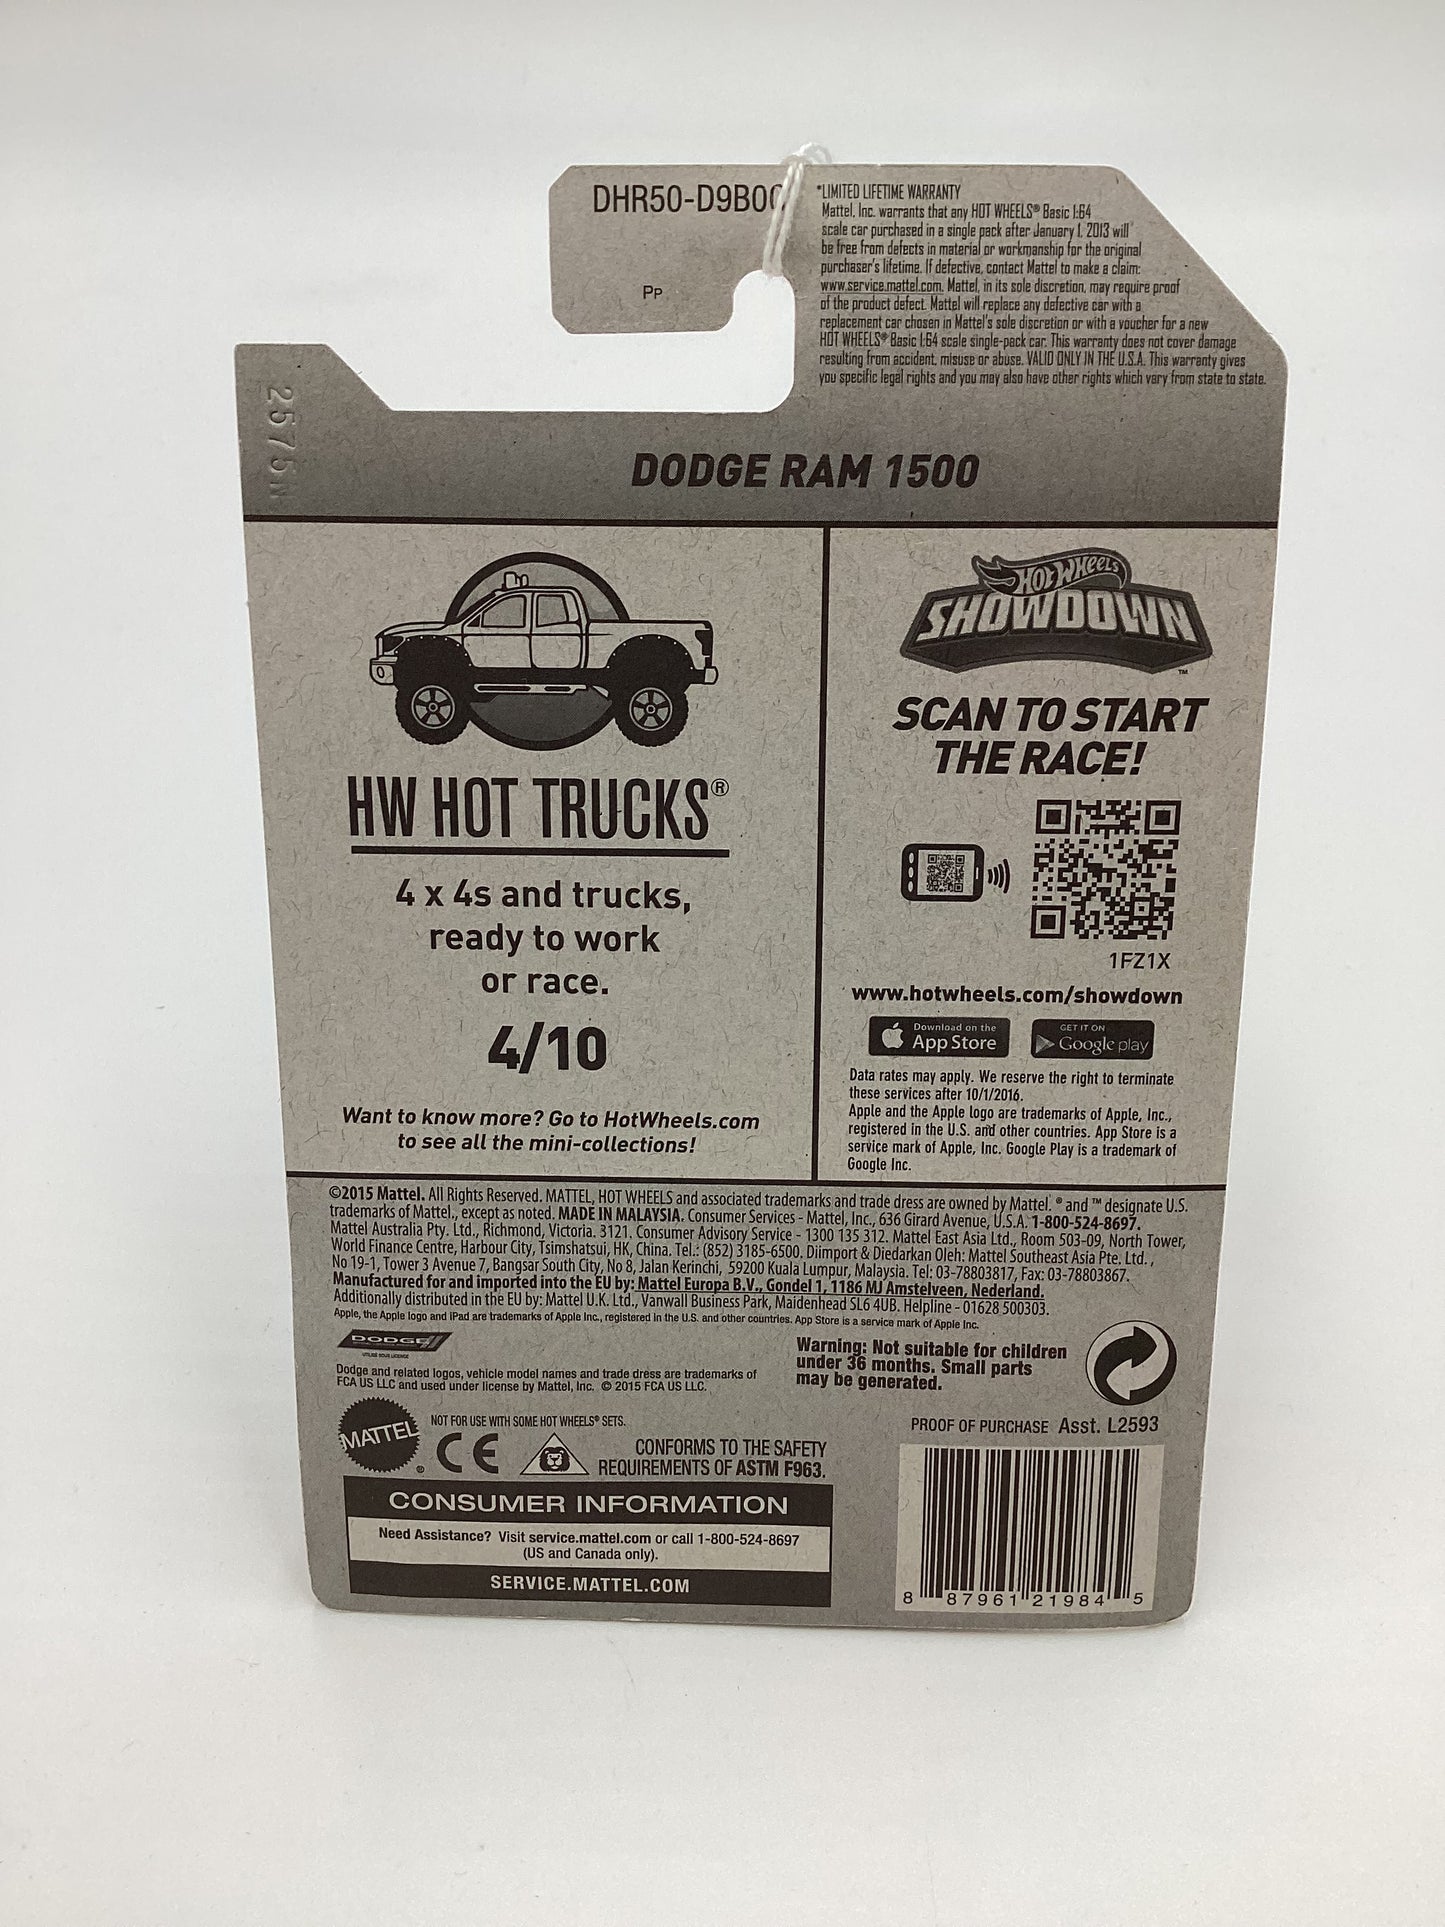 DHR50-D9B00
Pp
*LIMITED LIFETIME WARRANTY
Mattel, Inc. warrants that any HOT WHEELS® Basic 1:64
scale car purchased in a single pack after January 1, 2013 will
be free from defects in material or workmanship for the original
purchaser's lifetime. If defective, contact Mattel to make a claim:
www.service.mattel.com. Mattel, in its sole discretion, may require proof
of the product defect. Mattel will replace any defective car with a
replacement car chosen in Mattel's sole discretion or with a voucher for a new
HOT WHEELS® Basic 1:64 scale single-pack car. This warranty does not cover damage
resulting from accident, misuse or abuse. VALID ONLY IN THE U.S.A. This warranty gives
you specific legal rights and you may also have other rights which vary from state to state.
2575N
DODGE RAM 1500
HW HOT TRUCKS®
4 x 4s and trucks,
ready to work
or race.
4/10
Want to know more? Go to HotWheels.com
to see all the mini-collections!
HOT WHEELS
SHOWDOWN™
SCAN TO START
THE RACE!
1FZ1X
www.hotwheels.com/showdown
Download on the
App Store
GET IT ON
Google play
Data rates may apply. We reserve the right to terminate
these services after 10/1/2016.
Apple and the Apple logo are trademarks of Apple, Inc.,
registered in the U.S. and other countries. App Store is a
service mark of Apple, Inc. Google Play is a trademark of
Google Inc.
©2015 Mattel. All Rights Reserved. MATTEL, HOT WHEELS and associated trademarks and trade dress are owned by Mattel. ® and ™ designate U.S.
trademarks of Mattel., except as noted. MADE IN MALAYSIA. Consumer Services - Mattel, Inc., 636 Girard Avenue, U.S.A. 1-800-524-8697.
Mattel Australia Pty. Ltd., Richmond, Victoria. 3121. Consumer Advisory Service - 1300 135 312. Mattel East Asia Ltd., Room 503-09, North Tower,
World Finance Centre, Harbour City, Tsimshatsui, HK, China. Tel.: (852) 3185-6500. Diimport & Diedarkan Oleh: Mattel Southeast Asia Pte. Ltd.,
No 19-1, Tower 3 Avenue 7, Bangsar South City, No 8, Jalan Kerinchi, 59200 Kuala Lumpur, Malaysia. Tel: 03-78803817, Fax: 03-78803867.
Manufactured for and imported into the EU by: Mattel Europa B.V., Gondel 1, 1186 MJ Amstelveen, Nederland.
Additionally distributed in the EU by: Mattel U.K. Ltd., Vanwall Business Park, Maidenhead SL6 4UB. Helpline - 01628 500303.
Apple, the Apple logo and iPad are trademarks of Apple Inc., registered in the U.S. and other countries. App Store is a service mark of Apple Inc.
DODGE
UTILISÉ SOUS LICENCE
Dodge and related logos, vehicle model names and trade dress are trademarks of
FCA US LLC and used under license by Mattel, Inc. © 2015 FCA US LLC.
Warning: Not suitable for children
under 36 months. Small parts
may be generated.
MATTEL®
NOT FOR USE WITH SOME HOT WHEELS® SETS.
CE
CONFORMS TO THE SAFETY
REQUIREMENTS OF ASTM F963.
PROOF OF PURCHASE Asst. L2593
CONSUMER INFORMATION
Need Assistance? Visit service.mattel.com or call 1-800-524-8697
(US and Canada only).
SERVICE.MATTEL.COM
8 87961 21984 5